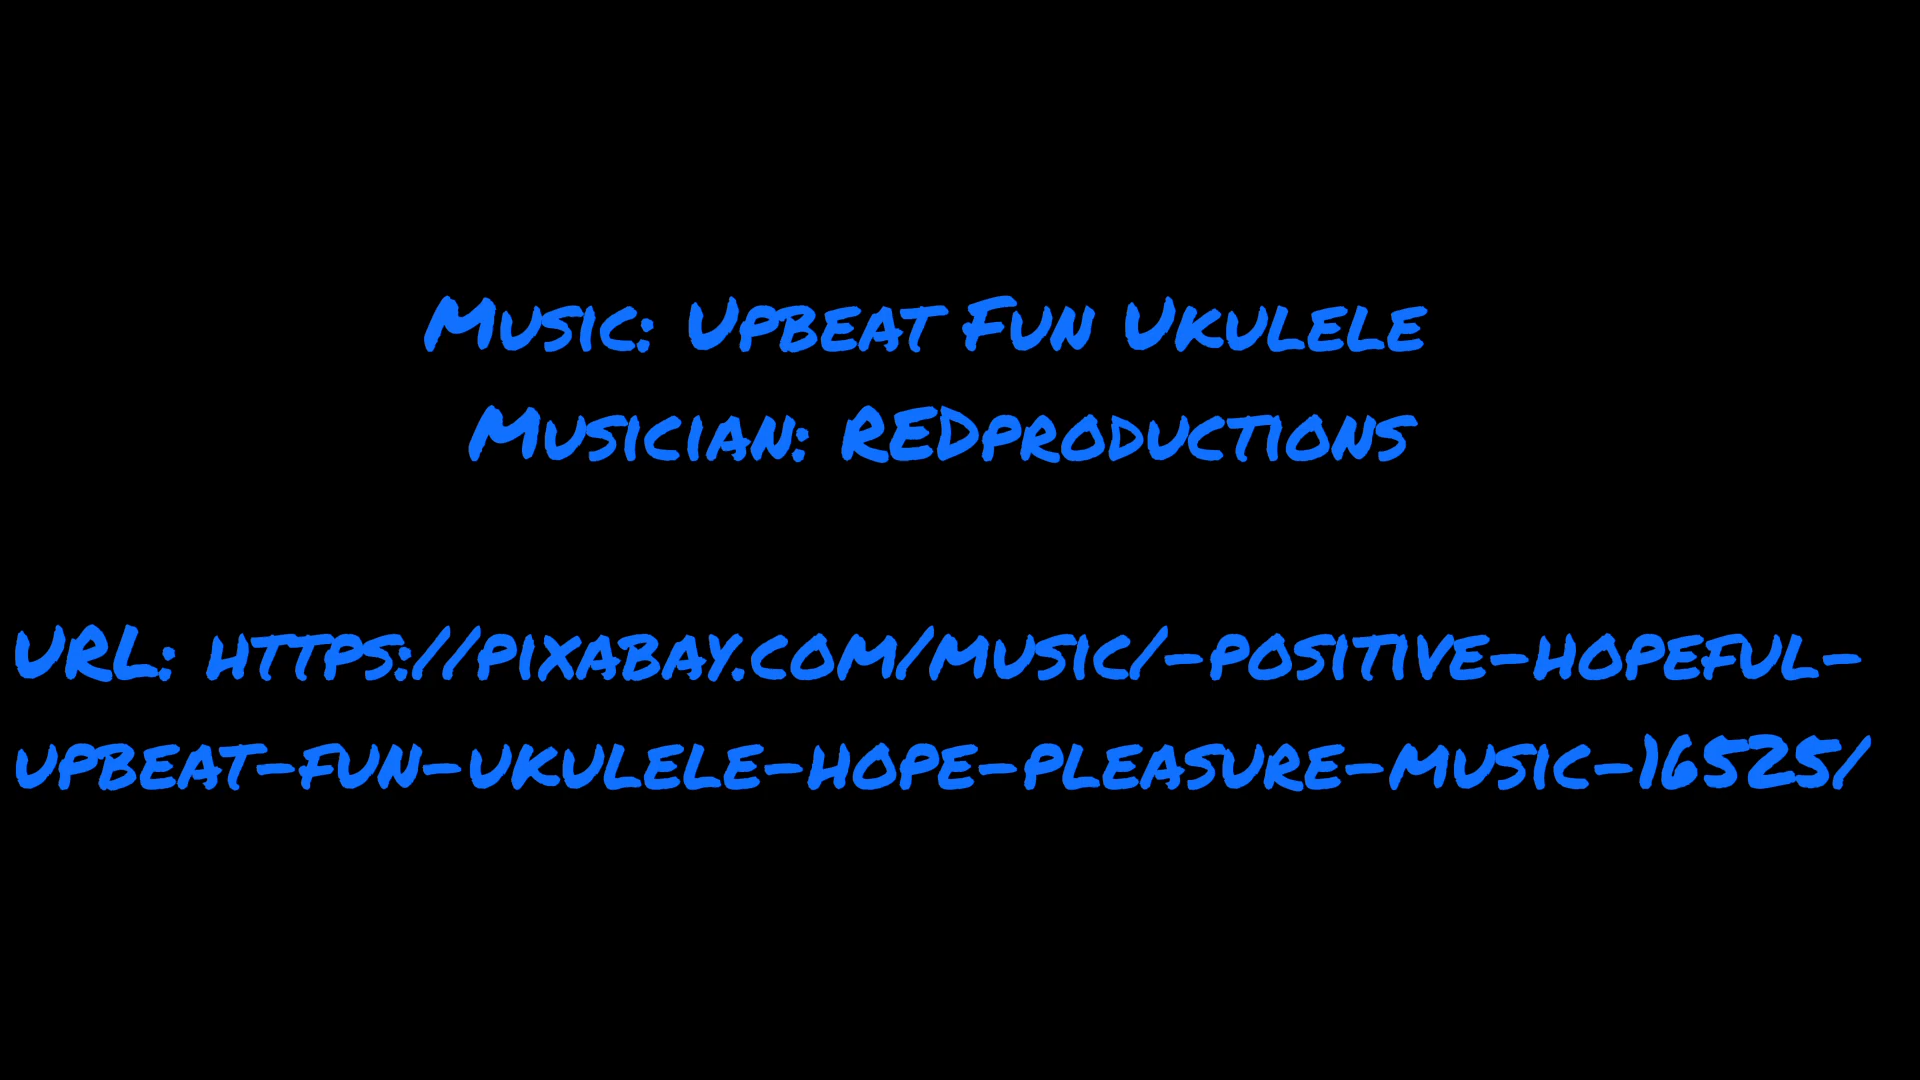 Music: Upbeat Fun Ukulele
Musician: REDproductions
URL: https://pixabay.com/music/-positive-hopeful-
upbeat-fun-ukulele-hope-pleasure-music-16525/